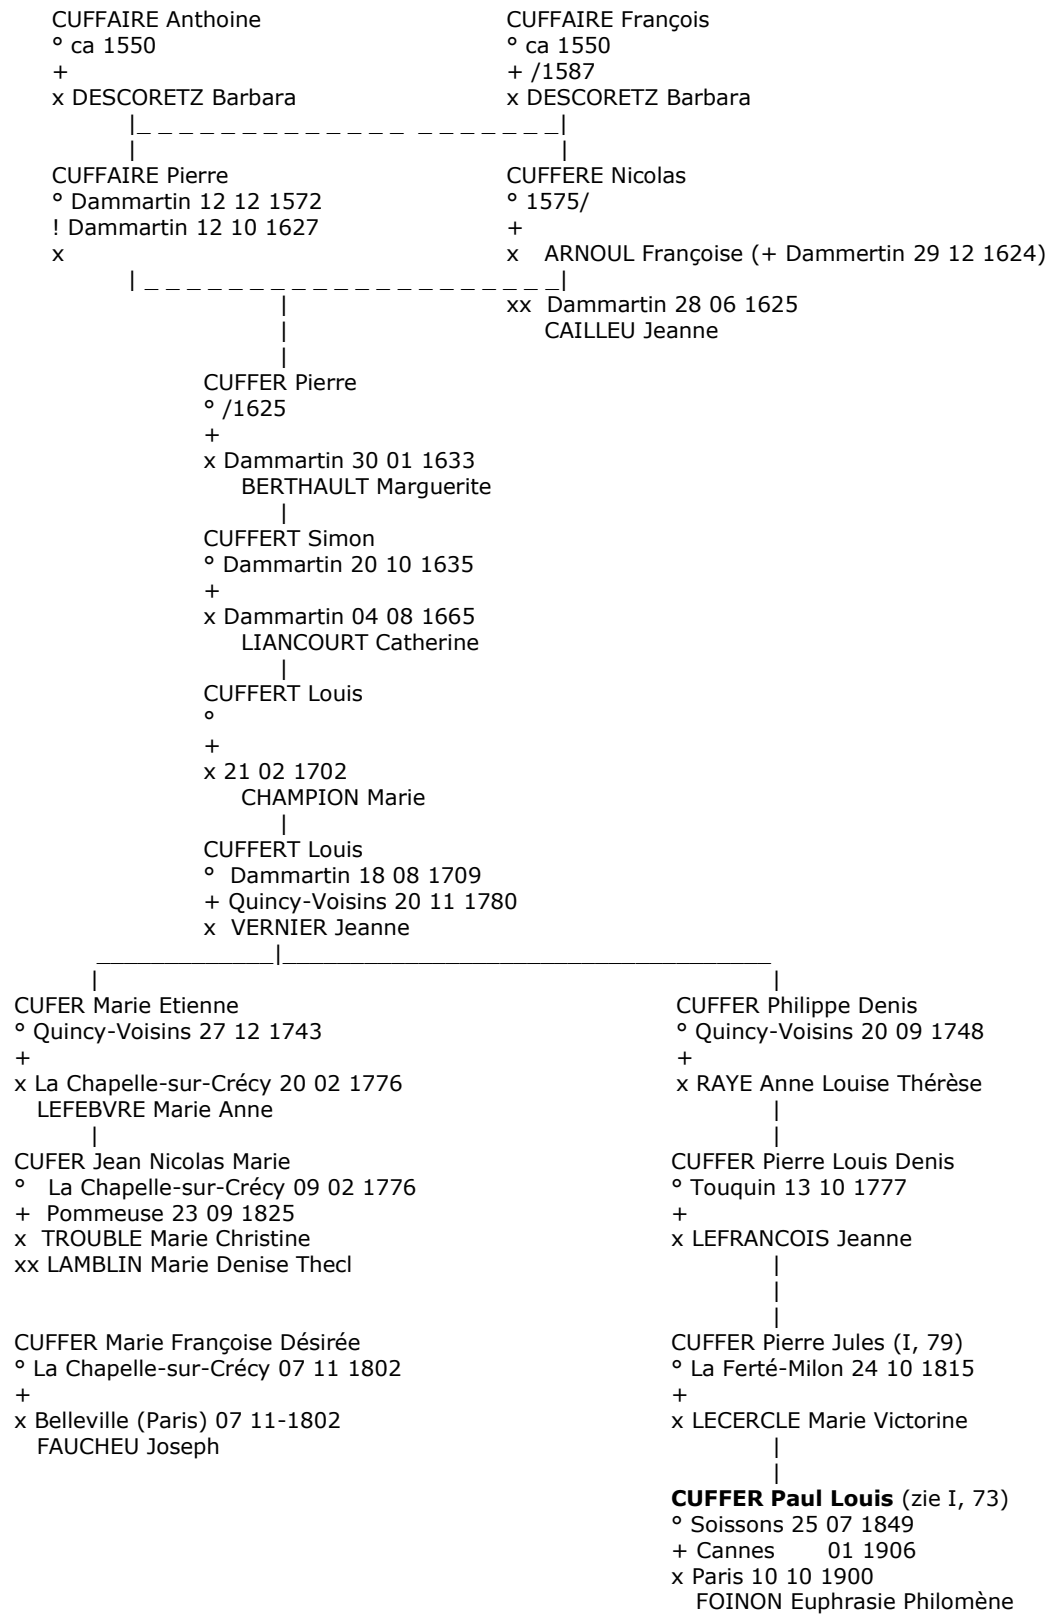 CUFFAIRE Anthoine
° ca 1550
+
x DESCORETZ Barbara
CUFFAIRE François
° ca 1550
+ /1587
x DESCORETZ Barbara
CUFFAIRE Pierre
° Dammartin 12 12 1572
! Dammartin 12 10 1627
x
CUFFERE Nicolas
° 1575/
+
x ARNOUL Françoise (+ Dammertin 29 12 1624)
xx Dammartin 28 06 1625
CAILLEU Jeanne
CUFFER Pierre
° /1625
+
x Dammartin 30 01 1633
BERTHAULT Marguerite
CUFFERT Simon
° Dammartin 20 10 1635
+
x Dammartin 04 08 1665
LIANCOURT Catherine
CUFFERT Louis
°
+
x 21 02 1702
CHAMPION Marie
CUFFERT Louis
° Dammartin 18 08 1709
+ Quincy-Voisins 20 11 1780
x VERNIER Jeanne
CUFER Marie Etienne
° Quincy-Voisins 27 12 1743
+
x La Chapelle-sur-Crécy 20 02 1776
LEFEBVRE Marie Anne
CUFER Jean Nicolas Marie
° La Chapelle-sur-Crécy 09 02 1776
+ Pommeuse 23 09 1825
x TROUBLE Marie Christine
xx LAMBLIN Marie Denise Thecl
CUFFER Marie Françoise Désirée
° La Chapelle-sur-Crécy 07 11 1802
+
x Belleville (Paris) 07 11-1802
FAUCHEU Joseph
CUFFER Philippe Denis
° Quincy-Voisins 20 09 1748
+
x RAYE Anne Louise Thérèse
CUFFER Pierre Louis Denis
° Touquin 13 10 1777
+
x LEFRANCOIS Jeanne
CUFFER Pierre Jules (I, 79)
° La Ferté-Milon 24 10 1815
+
x LECERCLE Marie Victorine
CUFFER Paul Louis (zie I, 73)
° Soissons 25 07 1849
+ Cannes 01 1906
x Paris 10 10 1900
FOINON Euphrasie Philomène